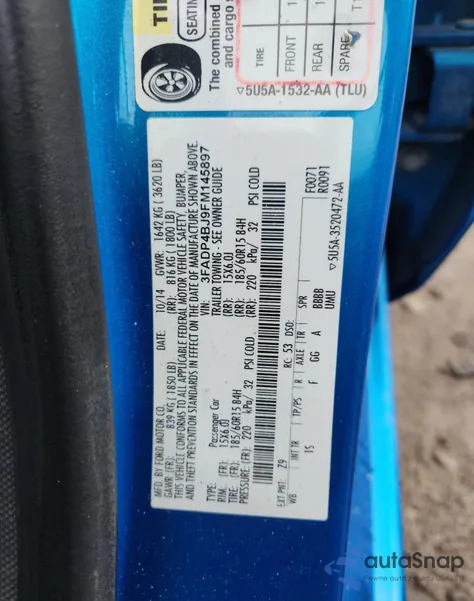 SEATING
The combined
and cargo s
TIRE
FRONT
REAR
SPARE
▽5U5A-1532-AA (TLU)
MFD. BY FORD MOTOR CO.
DATE: 10/14
GVWR: 1642 KG ( 3620 LB)
GAWR: (FR): 839 KG ( 1850 LB)
(RR): 816 KG ( 1800 LB)
THIS VEHICLE CONFORMS TO ALL APPLICABLE FEDERAL MOTOR VEHICLE SAFETY, BUMPER,
AND THEFT PREVENTION STANDARDS IN EFFECT ON THE DATE OF MANUFACTURE SHOWN ABOVE.
VIN: 3FADP4BJ9FM145897
TYPE: Passenger Car
TRAILER TOWING - SEE OWNER GUIDE
RIM: (FR): 15X6.0J
(RR): 15X6.0J
TIRE: (FR): 185/60R15 84H
(RR): 185/60R15 84H
PRESSURE: (FR): 220 kPa/ 32 PSI COLD
(RR): 220 kPa/ 32 PSI COLD
F0071
R0091
EXT PNT: Z9
RC: 53
DSO:
WB INT TR TP/PS R AXLE TR SPR
15 F GG A BBBB
UMU
▽5U5A-3520472-AA
autoSnap